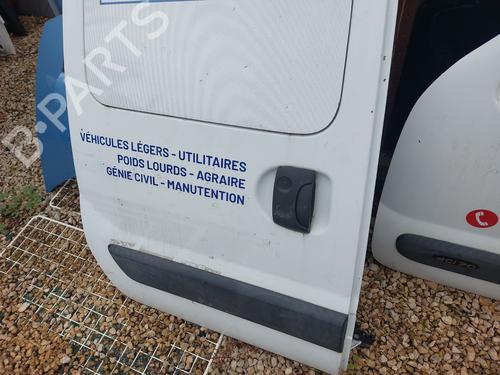 B-PARTS
VÉHICULES LÉGERS - UTILITAIRES
POIDS LOURDS - AGRAIRE
GÉNIE CIVIL - MANUTENTION